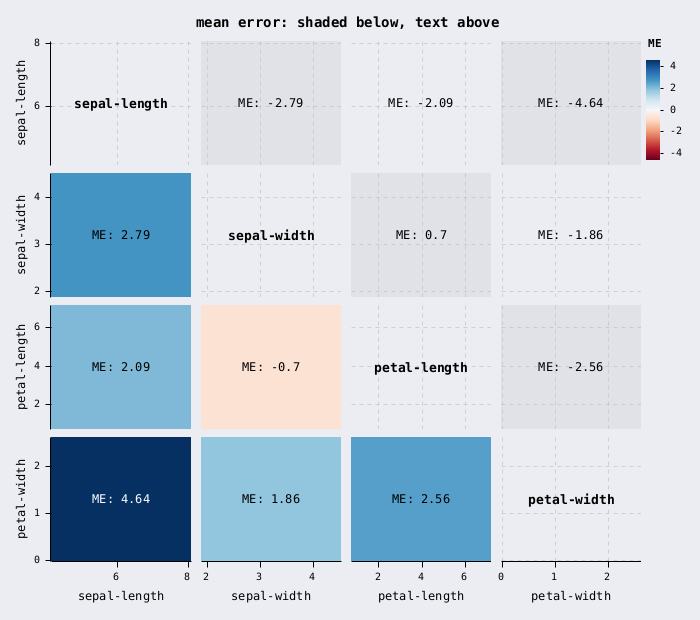 mean error: shaded below, text above
ME
4
2
0
-2
-4
sepal-length
8
6
sepal-length
ME: -2.79
ME: -2.09
ME: -4.64
sepal-width
4
3
2
ME: 2.79
sepal-width
ME: 0.7
ME: -1.86
petal-length
6
4
2
ME: 2.09
ME: -0.7
petal-length
ME: -2.56
petal-width
2
1
0
ME: 4.64
ME: 1.86
ME: 2.56
petal-width
6 8 2 3 4 2 4 6 0 1 2
sepal-length sepal-width petal-length petal-width